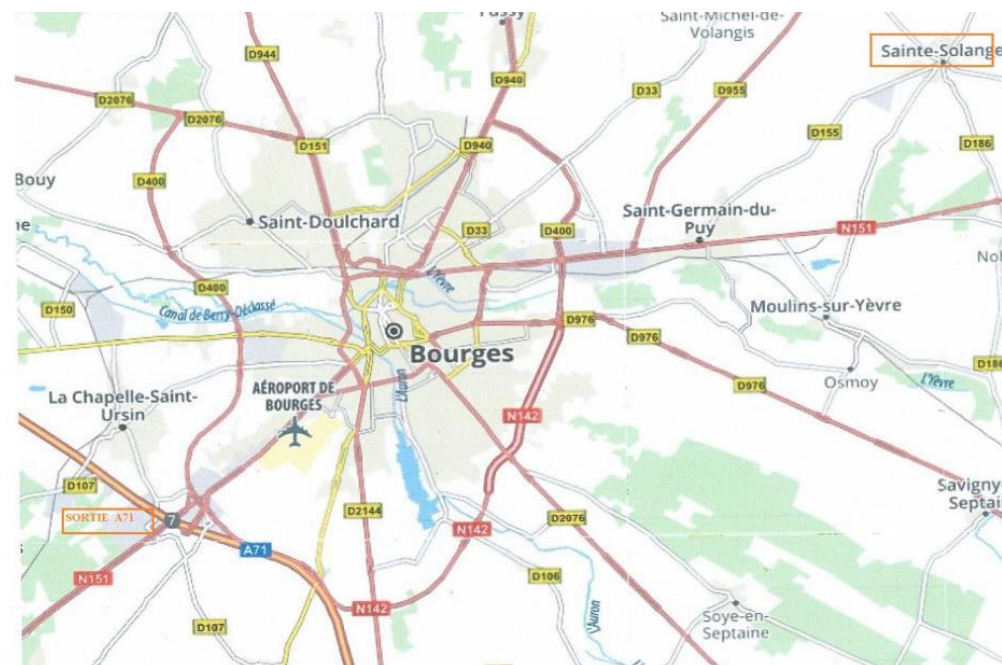 Fussy
Saint-Michel-de-
Volangis
Sainte-Solange
D944
D940
D33
D955
D2076
D2076
D151
D940
D155
D186
Bouy
D400
Saint-Doulchard
D33
D400
Saint-Germain-du-
Puy
N151
L'Yèvre
D400
D150
Canal de Berry-Déclassé
Moulins-sur-Yèvre
D976
D976
Bourges
D186
L'Yèvre
Osmoy
D976
AÉROPORT DE
BOURGES
L'Auron
La Chapelle-Saint-
Ursin
N142
D107
Savigny-
Septain
SORTIE A71
7
D2144
D2076
N142
A71
N151
D106
N142
L'Auron
Soye-en-
Septaine
D107